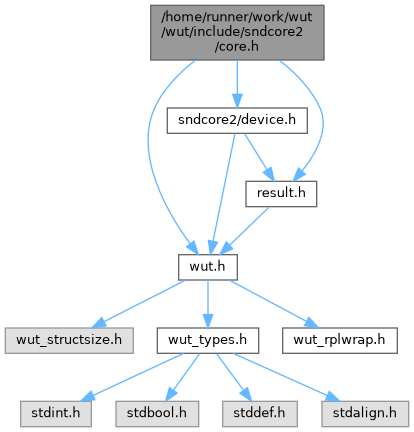 /home/runner/work/wut
/wut/include/sndcore2
/core.h
sndcore2/device.h
result.h
wut.h
wut_structsize.h
wut_types.h
wut_rplwrap.h
stdint.h
stdbool.h
stddef.h
stdalign.h